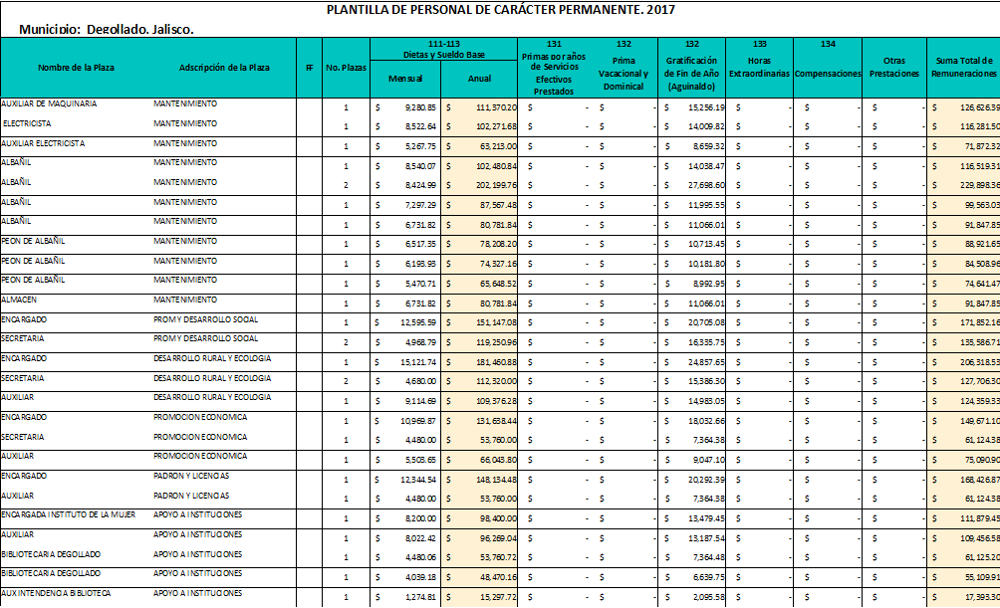 PLANTILLA DE PERSONAL DE CARÁCTER PERMANENTE. 2017
Municipio: Degollado, Jalisco.
Nombre de la Plaza Adscripción de la Plaza FF No. Plazas 111-113 Dietas y Sueldo Base Mensual Anual 131 Primas por años de Servicios Efectivos Prestados 132 Prima Vacacional y Dominical 132 Gratificación de Fin de Año (Aguinaldo) 133 Horas Extraordinarias 134 Compensaciones Otras Prestaciones Suma Total de Remuneraciones
AUXILIAR DE MAQUINARIA MANTENIMIENTO 1 $ 9,280.85 $ 111,370.20 $ - $ - $ 15,256.19 $ - $ - $ - $ 126,626.39
ELECTRICISTA MANTENIMIENTO 1 $ 8,522.64 $ 102,271.68 $ - $ - $ 14,009.82 $ - $ - $ - $ 116,281.50
AUXILIAR ELECTRICISTA MANTENIMIENTO 1 $ 5,267.75 $ 63,213.00 $ - $ - $ 8,659.32 $ - $ - $ - $ 71,872.32
ALBAÑIL MANTENIMIENTO 1 $ 8,540.07 $ 102,480.84 $ - $ - $ 14,038.47 $ - $ - $ - $ 116,519.31
ALBAÑIL MANTENIMIENTO 2 $ 8,424.99 $ 202,199.76 $ - $ - $ 27,698.60 $ - $ - $ - $ 229,898.36
ALBAÑIL MANTENIMIENTO 1 $ 7,297.29 $ 87,567.48 $ - $ - $ 11,995.55 $ - $ - $ - $ 99,563.03
ALBAÑIL MANTENIMIENTO 1 $ 6,731.82 $ 80,781.84 $ - $ - $ 11,066.01 $ - $ - $ - $ 91,847.85
PEON DE ALBAÑIL MANTENIMIENTO 1 $ 6,517.35 $ 78,208.20 $ - $ - $ 10,713.45 $ - $ - $ - $ 88,921.65
PEON DE ALBAÑIL MANTENIMIENTO 1 $ 6,193.93 $ 74,327.16 $ - $ - $ 10,181.80 $ - $ - $ - $ 84,508.96
PEON DE ALBAÑIL MANTENIMIENTO 1 $ 5,470.71 $ 65,648.52 $ - $ - $ 8,992.95 $ - $ - $ - $ 74,641.47
ALMACEN MANTENIMIENTO 1 $ 6,731.82 $ 80,781.84 $ - $ - $ 11,066.01 $ - $ - $ - $ 91,847.85
ENCARGADO PROM Y DESARROLLO SOCIAL 1 $ 12,595.59 $ 151,147.08 $ - $ - $ 20,705.08 $ - $ - $ - $ 171,852.16
SECRETARIA PROM Y DESARROLLO SOCIAL 2 $ 4,968.79 $ 119,250.96 $ - $ - $ 16,335.75 $ - $ - $ - $ 135,586.71
ENCARGADO DESARROLLO RURAL Y ECOLOGIA 1 $ 15,121.74 $ 181,460.88 $ - $ - $ 24,857.65 $ - $ - $ - $ 206,318.53
SECRETARIA DESARROLLO RURAL Y ECOLOGIA 2 $ 4,680.00 $ 112,320.00 $ - $ - $ 15,386.30 $ - $ - $ - $ 127,706.30
AUXILIAR DESARROLLO RURAL Y ECOLOGIA 1 $ 9,114.69 $ 109,376.28 $ - $ - $ 14,983.05 $ - $ - $ - $ 124,359.33
ENCARGADO PROMOCION ECONOMICA 1 $ 10,969.87 $ 131,638.44 $ - $ - $ 18,032.66 $ - $ - $ - $ 149,671.10
SECRETARIA PROMOCION ECONOMICA 1 $ 4,480.00 $ 53,760.00 $ - $ - $ 7,364.38 $ - $ - $ - $ 61,124.38
AUXILIAR PROMOCION ECONOMICA 1 $ 5,503.65 $ 66,043.80 $ - $ - $ 9,047.10 $ - $ - $ - $ 75,090.90
ENCARGADO PADRON Y LICENCIAS 1 $ 12,344.54 $ 148,134.48 $ - $ - $ 20,292.39 $ - $ - $ - $ 168,426.87
AUXILIAR PADRON Y LICENCIAS 1 $ 4,480.00 $ 53,760.00 $ - $ - $ 7,364.38 $ - $ - $ - $ 61,124.38
ENCARGADA INSTITUTO DE LA MUJER APOYO A INSTITUCIONES 1 $ 8,200.00 $ 98,400.00 $ - $ - $ 13,479.45 $ - $ - $ - $ 111,879.45
AUXILIAR APOYO A INSTITUCIONES 1 $ 8,022.42 $ 96,269.04 $ - $ - $ 13,187.54 $ - $ - $ - $ 109,456.58
BIBLIOTECARIA DEGOLLADO APOYO A INSTITUCIONES 1 $ 4,480.06 $ 53,760.72 $ - $ - $ 7,364.48 $ - $ - $ - $ 61,125.20
BIBLIOTECARIA DEGOLLADO APOYO A INSTITUCIONES 1 $ 4,039.18 $ 48,470.16 $ - $ - $ 6,639.75 $ - $ - $ - $ 55,109.91
AUX INTENDENCIA BIBLIOTECA APOYO A INSTITUCIONES 1 $ 1,274.81 $ 15,297.72 $ - $ - $ 2,095.58 $ - $ - $ - $ 17,393.30